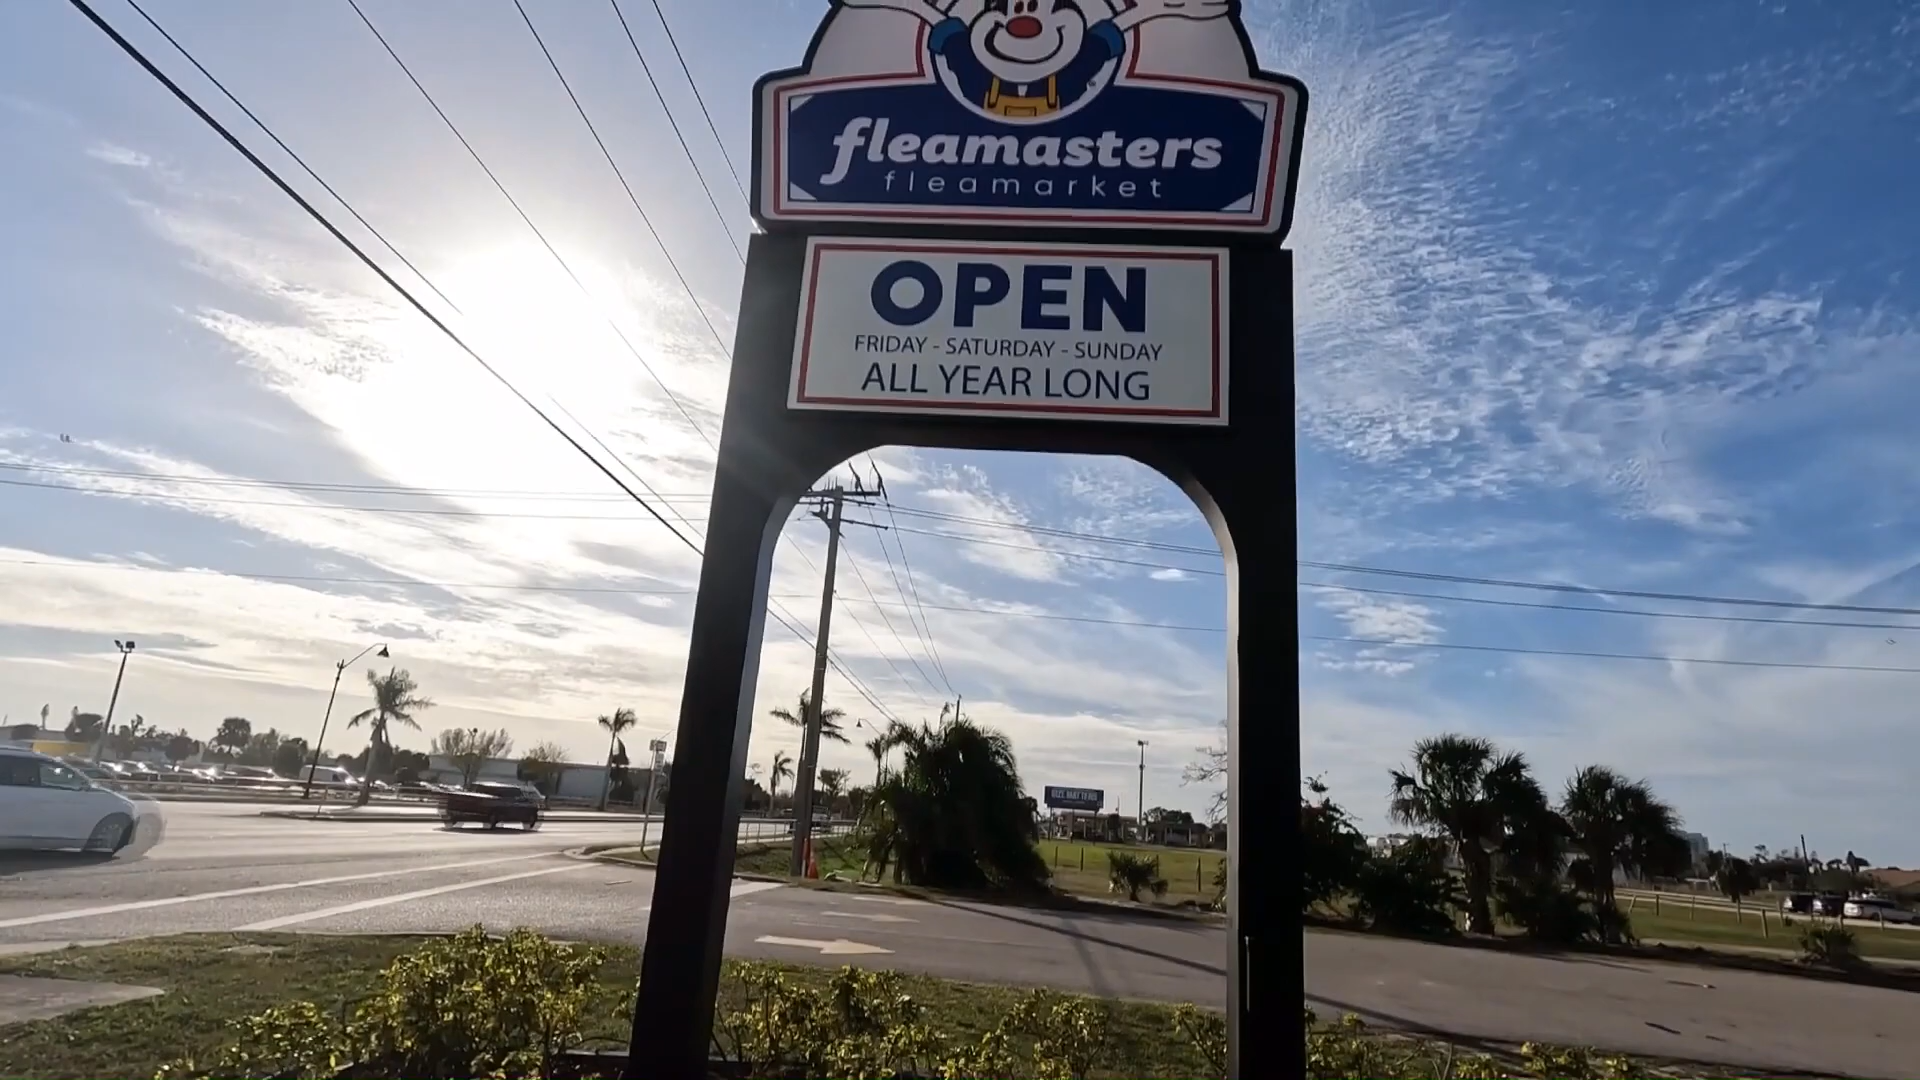 fleamasters
fleamarket
OPEN
FRIDAY - SATURDAY - SUNDAY
ALL YEAR LONG